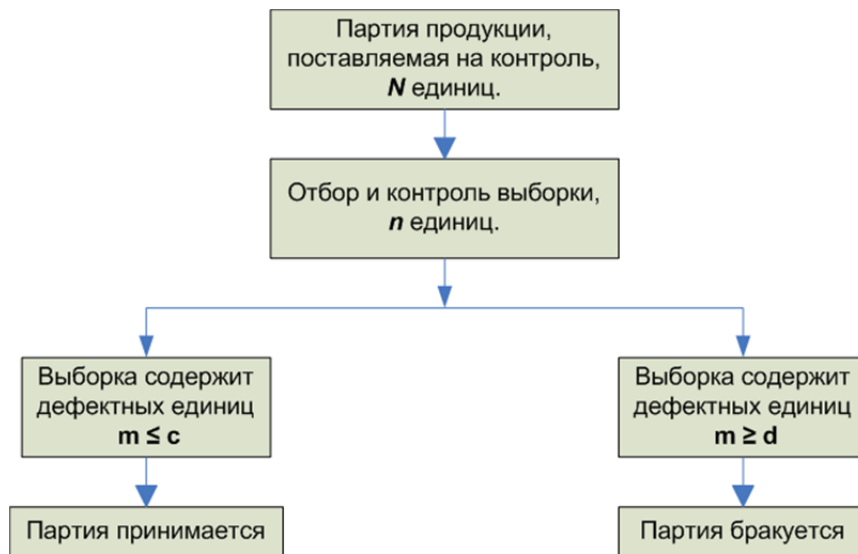 Партия продукции,
поставляемая на контроль,
N единиц.
Отбор и контроль выборки,
n единиц.
Выборка содержит
дефектных единиц
m ≤ c
Выборка содержит
дефектных единиц
m ≥ d
Партия принимается
Партия бракуется